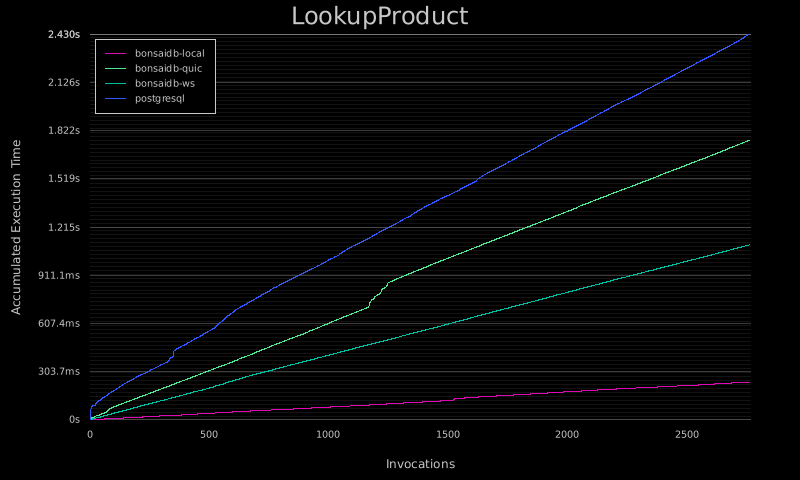 LookupProduct
2.430s
bonsaidb-local
bonsaidb-quic
bonsaidb-ws
postgresql
2.126s
1.822s
1.519s
1.215s
911.1ms
607.4ms
303.7ms
0s
Accumulated Execution Time
0 500 1000 1500 2000 2500
Invocations